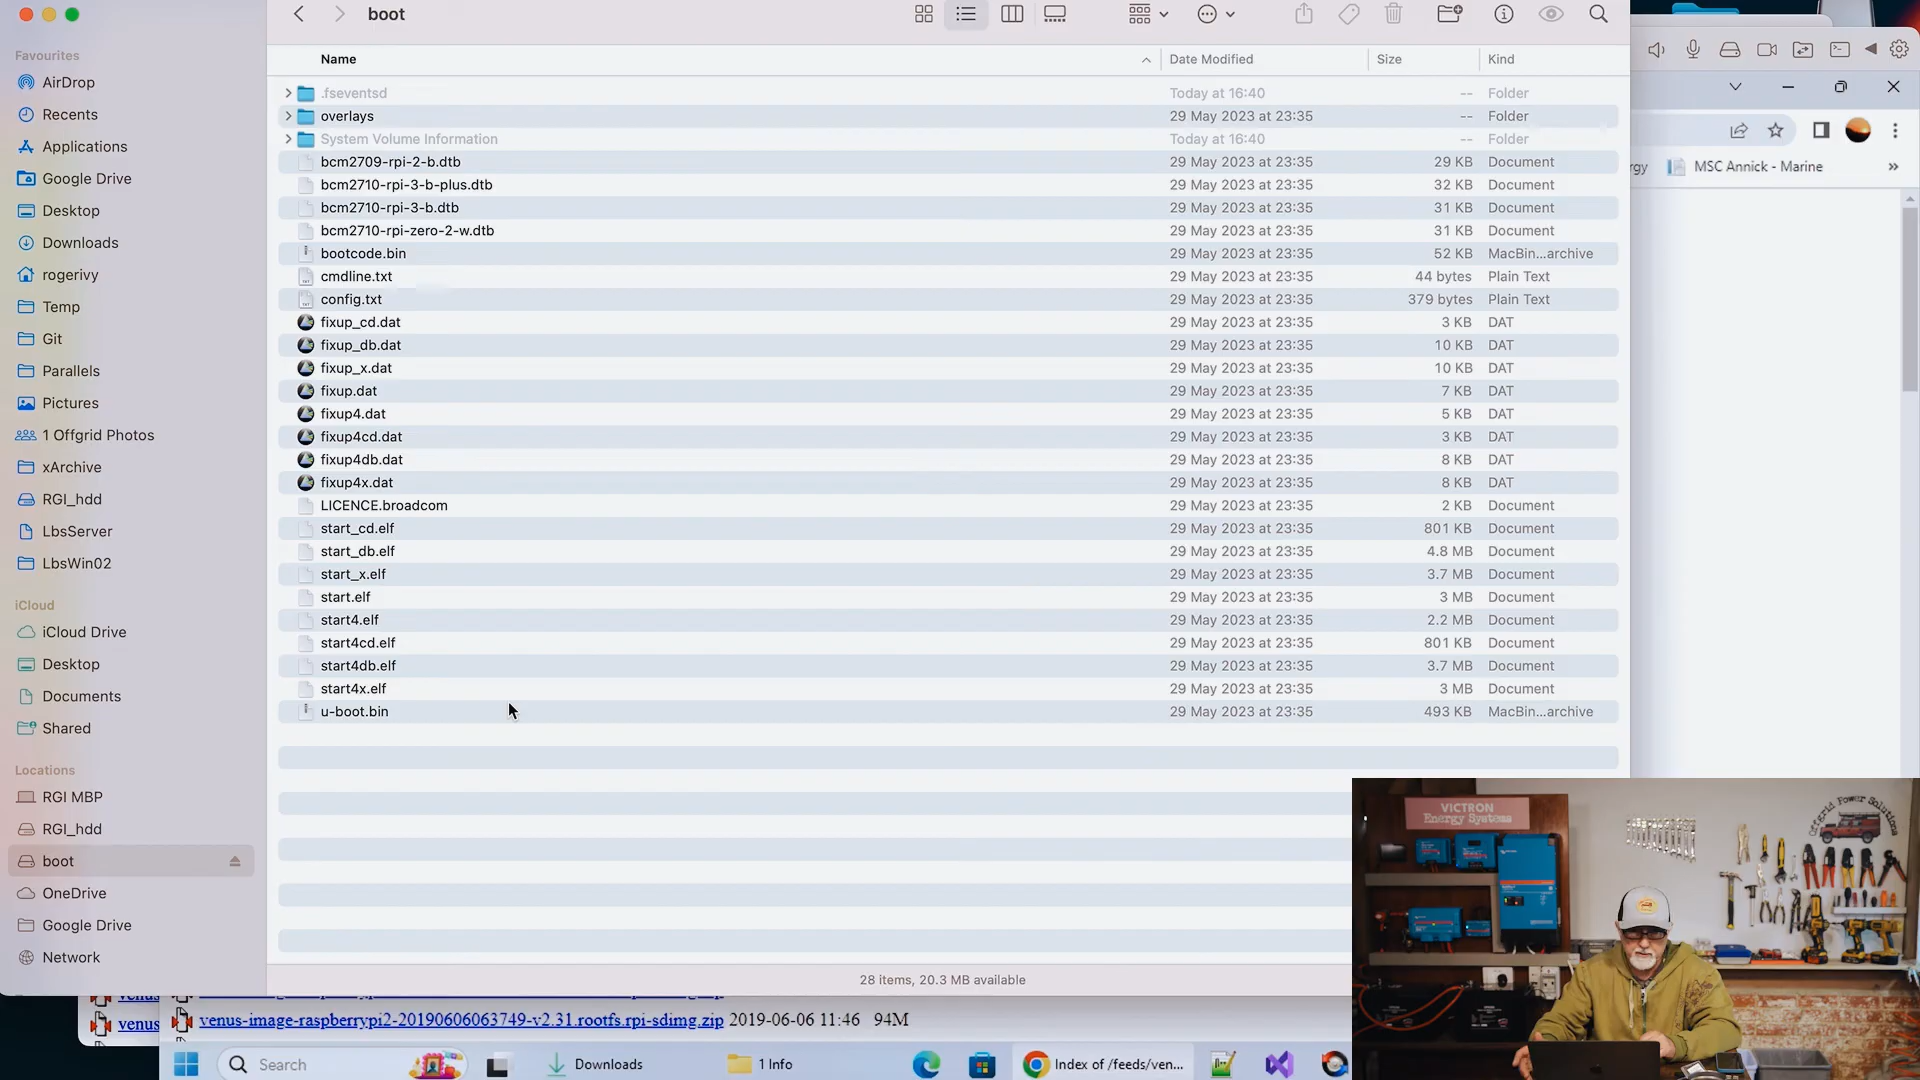 boot
Favourites
AirDrop
Recents
Applications
Google Drive
Desktop
Downloads
rogerivy
Temp
Git
Parallels
Pictures
1 Offgrid Photos
xArchive
RGI_hdd
LbsServer
LbsWin02
iCloud
iCloud Drive
Desktop
Documents
Shared
Locations
RGI MBP
RGI_hdd
boot
OneDrive
Google Drive
Network
Name Date Modified Size Kind
.fseventsd Today at 16:40 -- Folder
overlays 29 May 2023 at 23:35 -- Folder
System Volume Information Today at 16:40 -- Folder
bcm2709-rpi-2-b.dtb 29 May 2023 at 23:35 29 KB Document
bcm2710-rpi-3-b-plus.dtb 29 May 2023 at 23:35 32 KB Document
bcm2710-rpi-3-b.dtb 29 May 2023 at 23:35 31 KB Document
bcm2710-rpi-zero-2-w.dtb 29 May 2023 at 23:35 31 KB Document
bootcode.bin 29 May 2023 at 23:35 52 KB MacBin...archive
cmdline.txt 29 May 2023 at 23:35 44 bytes Plain Text
config.txt 29 May 2023 at 23:35 379 bytes Plain Text
fixup_cd.dat 29 May 2023 at 23:35 3 KB DAT
fixup_db.dat 29 May 2023 at 23:35 10 KB DAT
fixup_x.dat 29 May 2023 at 23:35 10 KB DAT
fixup.dat 29 May 2023 at 23:35 7 KB DAT
fixup4.dat 29 May 2023 at 23:35 5 KB DAT
fixup4cd.dat 29 May 2023 at 23:35 3 KB DAT
fixup4db.dat 29 May 2023 at 23:35 8 KB DAT
fixup4x.dat 29 May 2023 at 23:35 8 KB DAT
LICENCE.broadcom 29 May 2023 at 23:35 2 KB Document
start_cd.elf 29 May 2023 at 23:35 801 KB Document
start_db.elf 29 May 2023 at 23:35 4.8 MB Document
start_x.elf 29 May 2023 at 23:35 3.7 MB Document
start.elf 29 May 2023 at 23:35 3 MB Document
start4.elf 29 May 2023 at 23:35 2.2 MB Document
start4cd.elf 29 May 2023 at 23:35 801 KB Document
start4db.elf 29 May 2023 at 23:35 3.7 MB Document
start4x.elf 29 May 2023 at 23:35 3 MB Document
u-boot.bin 29 May 2023 at 23:35 493 KB MacBin...archive
28 items, 20.3 MB available
rgy MSC Annick - Marine »
VICTRON
Energy Systems
Offgrid Power Solutions
venus
venus-image-raspberrypi2-20190606063749-v2.31.rootfs.rpi-sdimg.zip 2019-06-06 11:46 94M
Search Downloads 1 Info Index of /feeds/ven...